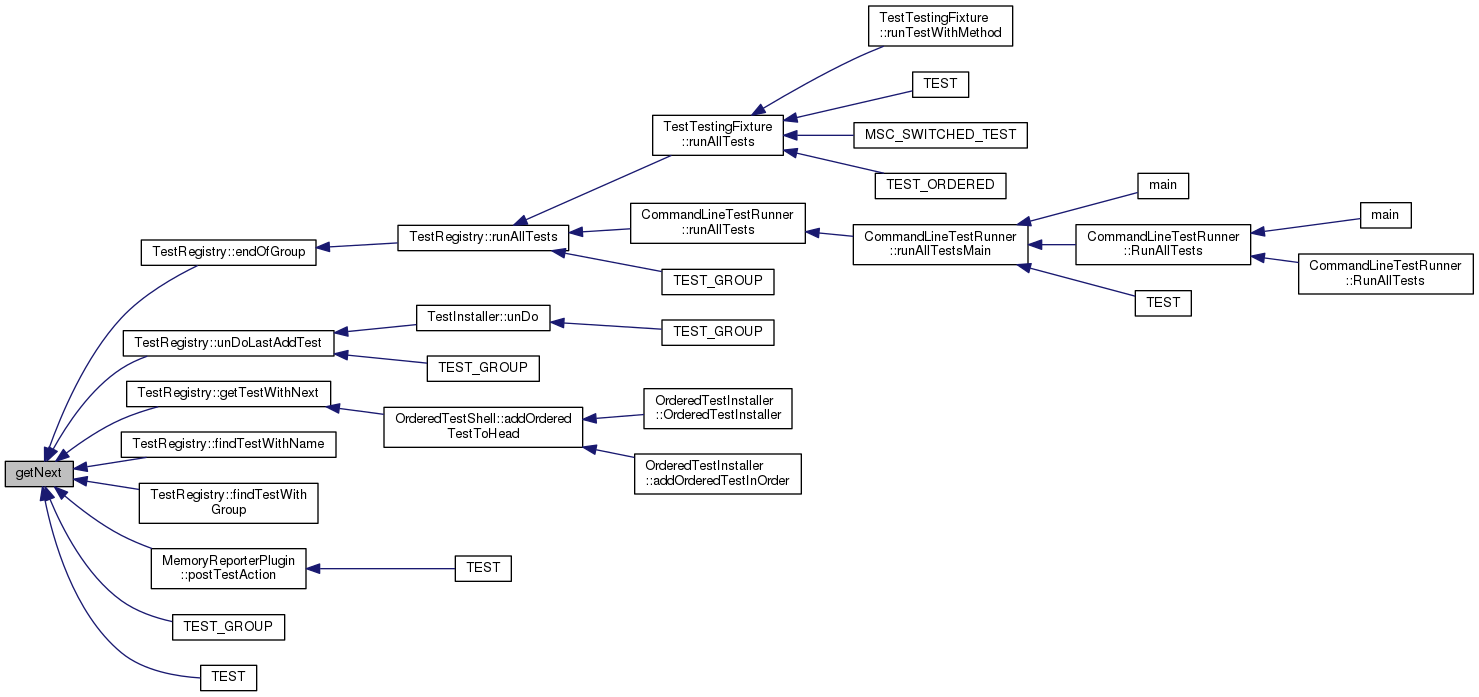 TestTestingFixture
::runTestWithMethod
TEST
TestTestingFixture
::runAllTests
MSC_SWITCHED_TEST
TEST_ORDERED
main
CommandLineTestRunner
::runAllTests
main
TestRegistry::runAllTests
CommandLineTestRunner
::runAllTestsMain
CommandLineTestRunner
::RunAllTests
TestRegistry::endOfGroup
CommandLineTestRunner
::RunAllTests
TEST_GROUP
TEST
TestInstaller::unDo
TEST_GROUP
TestRegistry::unDoLastAddTest
TEST_GROUP
TestRegistry::getTestWithNext
OrderedTestInstaller
::OrderedTestInstaller
OrderedTestShell::addOrdered
TestToHead
TestRegistry::findTestWithName
getNext
OrderedTestInstaller
::addOrderedTestInOrder
TestRegistry::findTestWith
Group
MemoryReporterPlugin
::postTestAction
TEST
TEST_GROUP
TEST